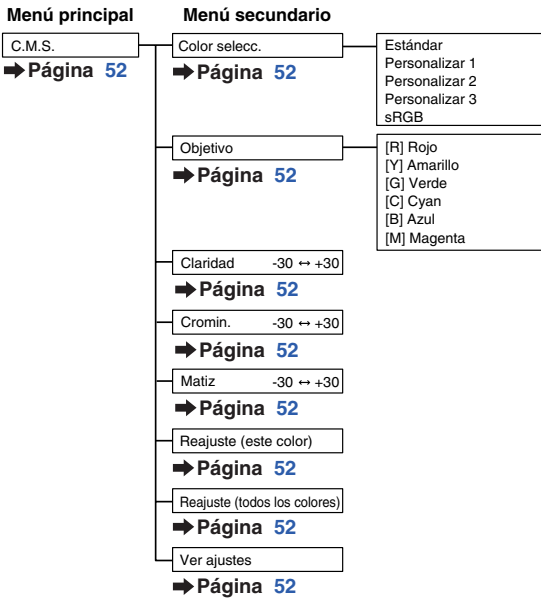 Menú principal
Menú secundario
C.M.S.
➡ Página 52
Color selecc.
➡ Página 52
Estándar
Personalizar 1
Personalizar 2
Personalizar 3
sRGB
Objetivo
➡ Página 52
[R] Rojo
[Y] Amarillo
[G] Verde
[C] Cyan
[B] Azul
[M] Magenta
Claridad -30 ↔ +30
➡ Página 52
Cromin. -30 ↔ +30
➡ Página 52
Matiz -30 ↔ +30
➡ Página 52
Reajuste (este color)
➡ Página 52
Reajuste (todos los colores)
➡ Página 52
Ver ajustes
➡ Página 52